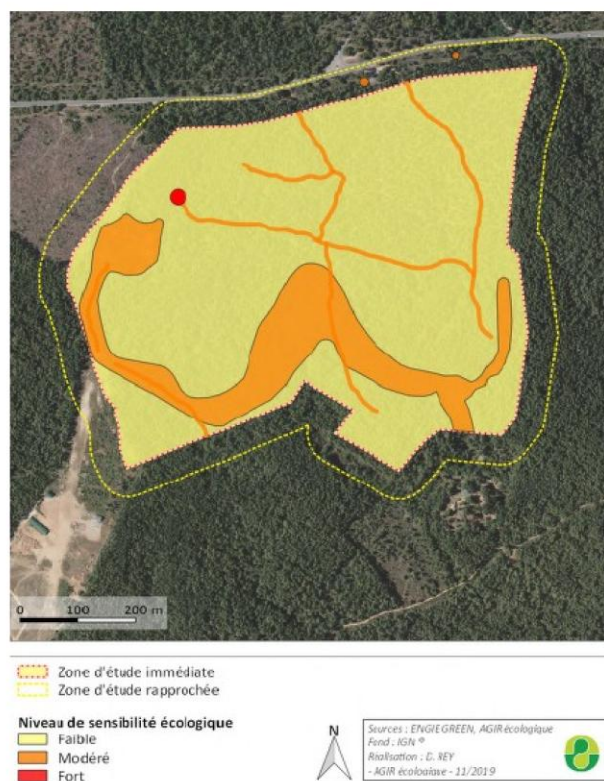 0 100 200 m
Zone d'étude immédiate
Zone d'étude rapprochée
Niveau de sensibilité écologique
Faible
Modéré
Fort
N
Sources : ENGIE GREEN, AGIR écologique
Fond : IGN ©
Réalisation : D. REY
- AGIR écologique - 11/2019